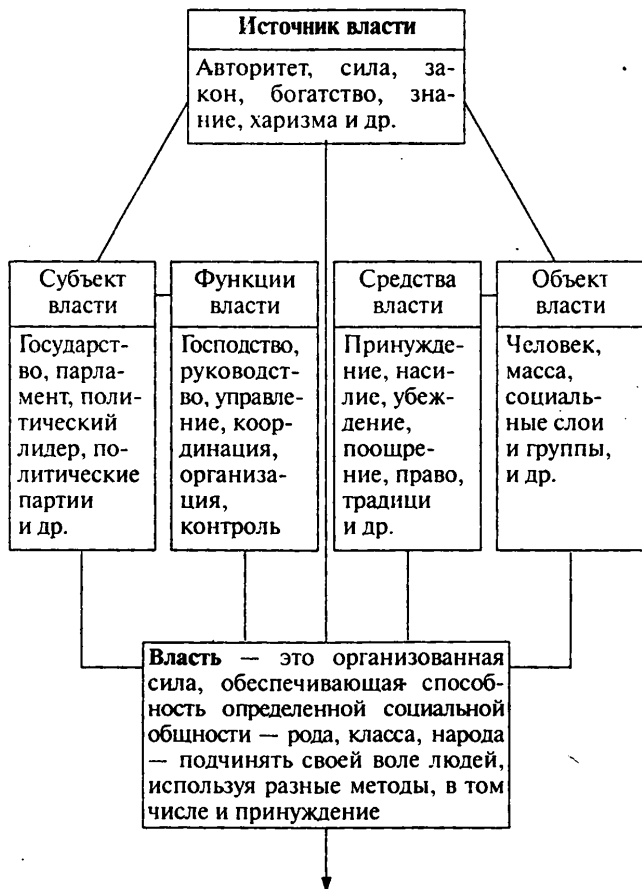 Источник власти
Авторитет, сила, за-
кон, богатство, зна-
ние, харизма и др.
Субъект
власти
Государст-
во, парла-
мент, поли-
тический
лидер, по-
литические
партии
и др.
Функции
власти
Господство,
руководст-
во, управле-
ние, коор-
динация,
организа-
ция,
контроль
Средства
власти
Принужде-
ние, наси-
лие, убеж-
дение,
поощре-
ние, право,
традици
и др.
Объект
власти
Человек,
масса,
социаль-
ные слои
и группы,
и др.
Власть — это организованная
сила, обеспечивающая способ-
ность определенной социальной
общности — рода, класса, народа
— подчинять своей воле людей,
используя разные методы, в том
числе и принуждение